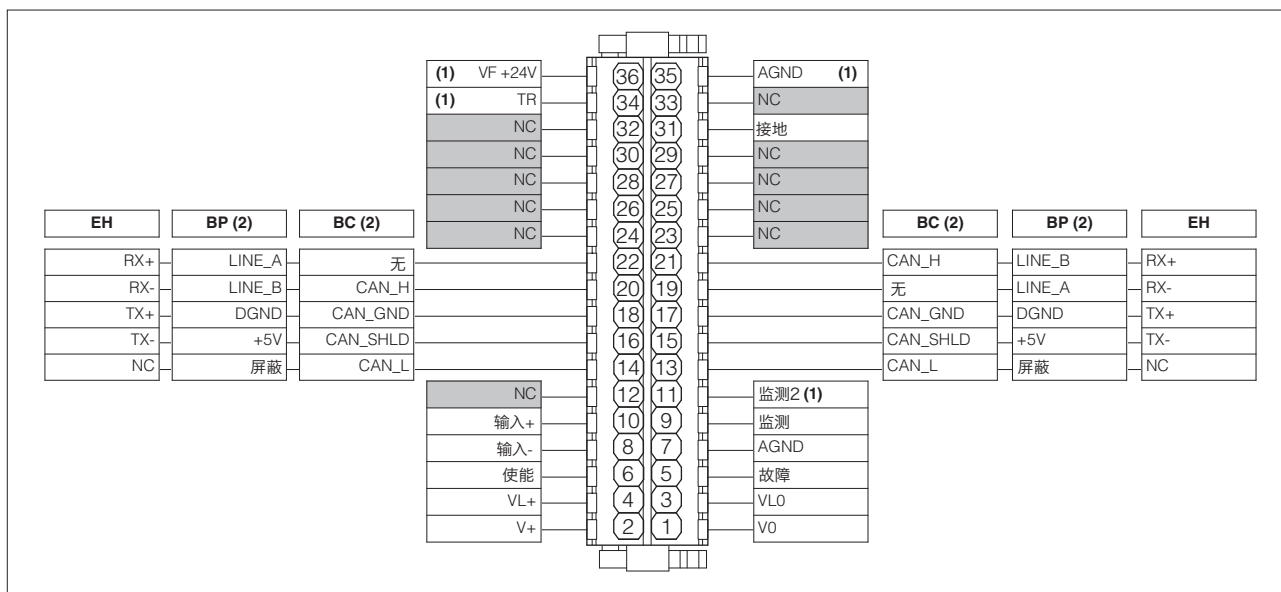 (1) VF +24V 36 35 AGND (1)
(1) TR 34 33 NC
NC 32 31 接地
NC 30 29 NC
NC 28 27 NC
NC 26 25 NC
NC 24 23 NC
EH BP (2) BC (2) BC (2) BP (2) EH
RX+ LINE_A 无 22 21 CAN_H LINE_B RX+
RX- LINE_B CAN_H 20 19 无 LINE_A RX-
TX+ DGND CAN_GND 18 17 CAN_GND DGND TX+
TX- +5V CAN_SHLD 16 15 CAN_SHLD +5V TX-
NC 屏蔽 CAN_L 14 13 CAN_L 屏蔽 NC
NC 12 11 监测2 (1)
输入+ 10 9 监测
输入- 8 7 AGND
使能 6 5 故障
VL+ 4 3 VL0
V+ 2 1 V0